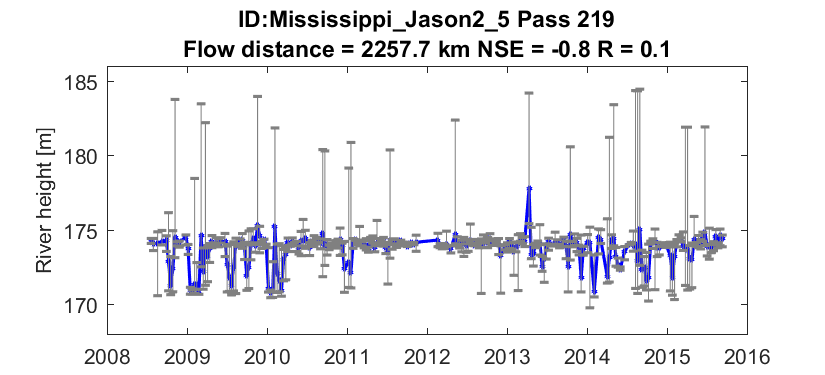 ID:Mississippi_Jason2_5 Pass 219
Flow distance = 2257.7 km NSE = -0.8 R = 0.1
River height [m]
185
180
175
170
2008 2009 2010 2011 2012 2013 2014 2015 2016